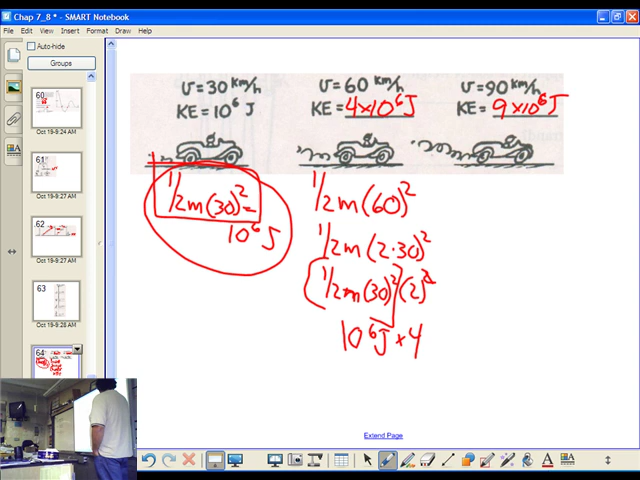 Chap 7_8 * - SMART Notebook
File Edit View Insert Format Draw Help
Auto-hide
Groups
60
Oct 19-9:24 AM
61
Oct 19-9:27 AM
62
Oct 19-9:27 AM
63
Oct 19-9:28 AM
64
υ = 30 km/h
KE = 10⁶ J
υ = 60 km/h
KE = 4×10⁶ J
υ = 90 km/h
KE = 9×10⁶ J
1/2 m (30)² =
10⁶ J
1/2 m (60)²
1/2 m (2·30)²
(1/2 m (30)²) (2)²
10⁶ J × 4
Extend Page